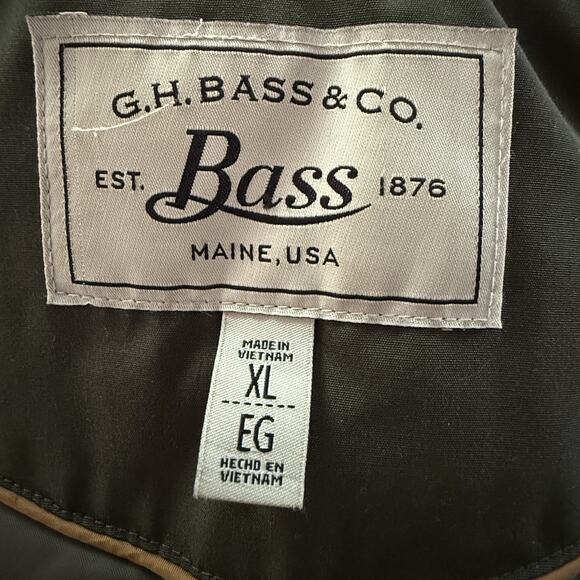 G.H. BASS & CO.
EST. Bass 1876
MAINE, USA
MADE IN
VIETNAM
XL
EG
HECHO EN
VIETNAM